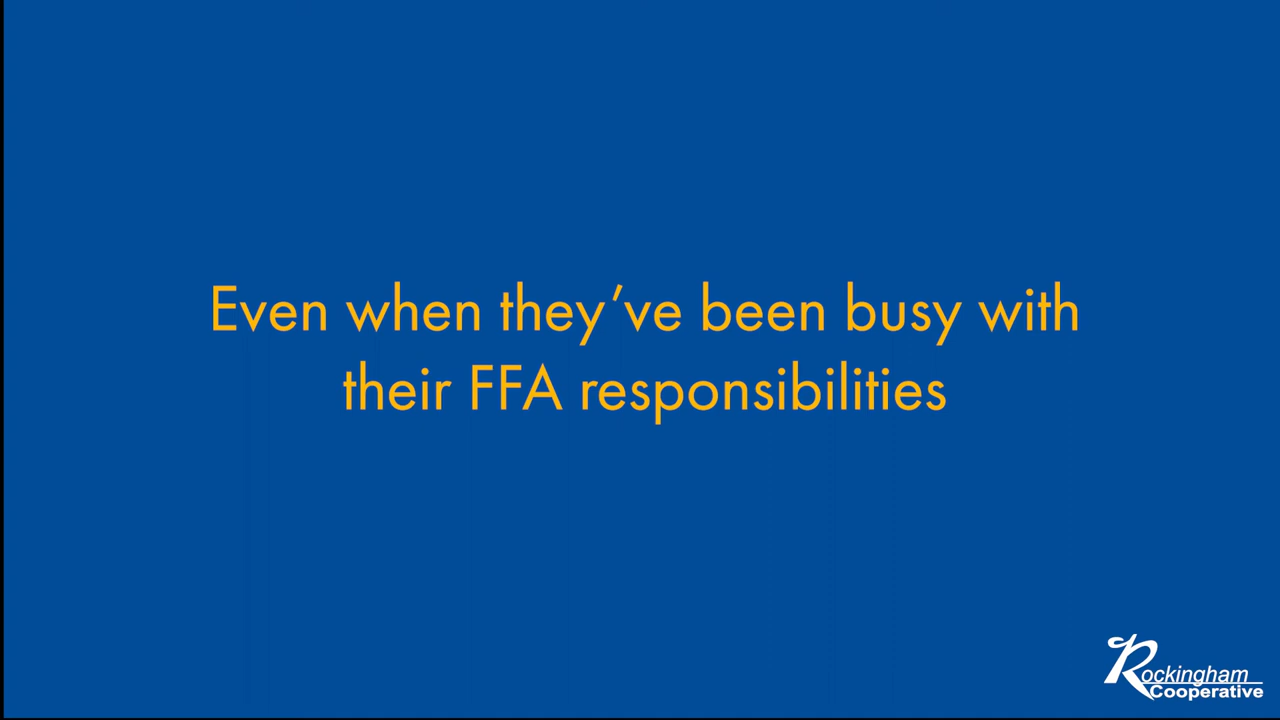 Even when they've been busy with
their FFA responsibilities
Rockingham
Cooperative